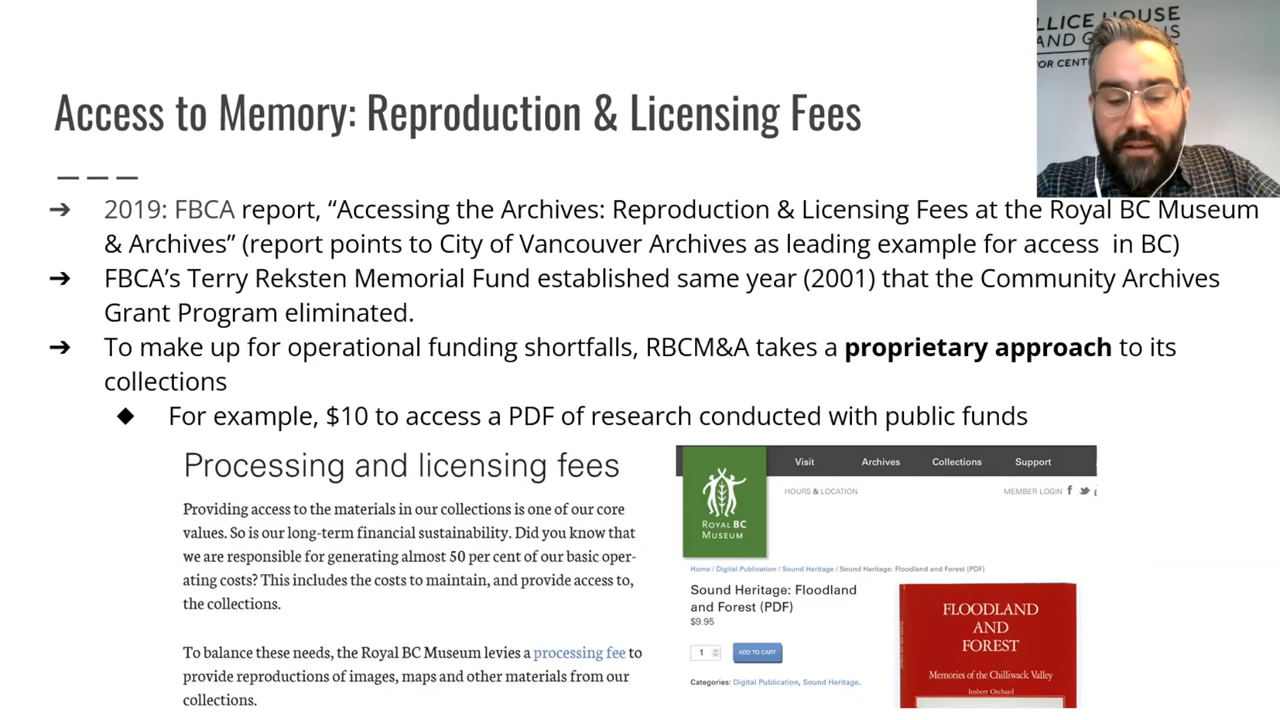 LLICE HOUSE
AND G
OR CENT
Access to Memory: Reproduction & Licensing Fees
➔ 2019: FBCA report, “Accessing the Archives: Reproduction & Licensing Fees at the Royal BC Museum
& Archives” (report points to City of Vancouver Archives as leading example for access in BC)
➔ FBCA’s Terry Reksten Memorial Fund established same year (2001) that the Community Archives
Grant Program eliminated.
➔ To make up for operational funding shortfalls, RBCM&A takes a proprietary approach to its
collections
◆ For example, $10 to access a PDF of research conducted with public funds
Processing and licensing fees
Providing access to the materials in our collections is one of our core
values. So is our long-term financial sustainability. Did you know that
we are responsible for generating almost 50 per cent of our basic oper-
ating costs? This includes the costs to maintain, and provide access to,
the collections.
To balance these needs, the Royal BC Museum levies a processing fee to
provide reproductions of images, maps and other materials from our
collections.
Visit Archives Collections Support
HOURS & LOCATION MEMBER LOGIN
ROYAL BC
MUSEUM
Home / Digital Publication / Sound Heritage / Sound Heritage: Floodland and Forest (PDF)
Sound Heritage: Floodland
and Forest (PDF)
$9.95
1 ADD TO CART
Categories: Digital Publication, Sound Heritage.
FLOODLAND
AND
FOREST
Memories of the Chilliwack Valley
Imbert Orchard